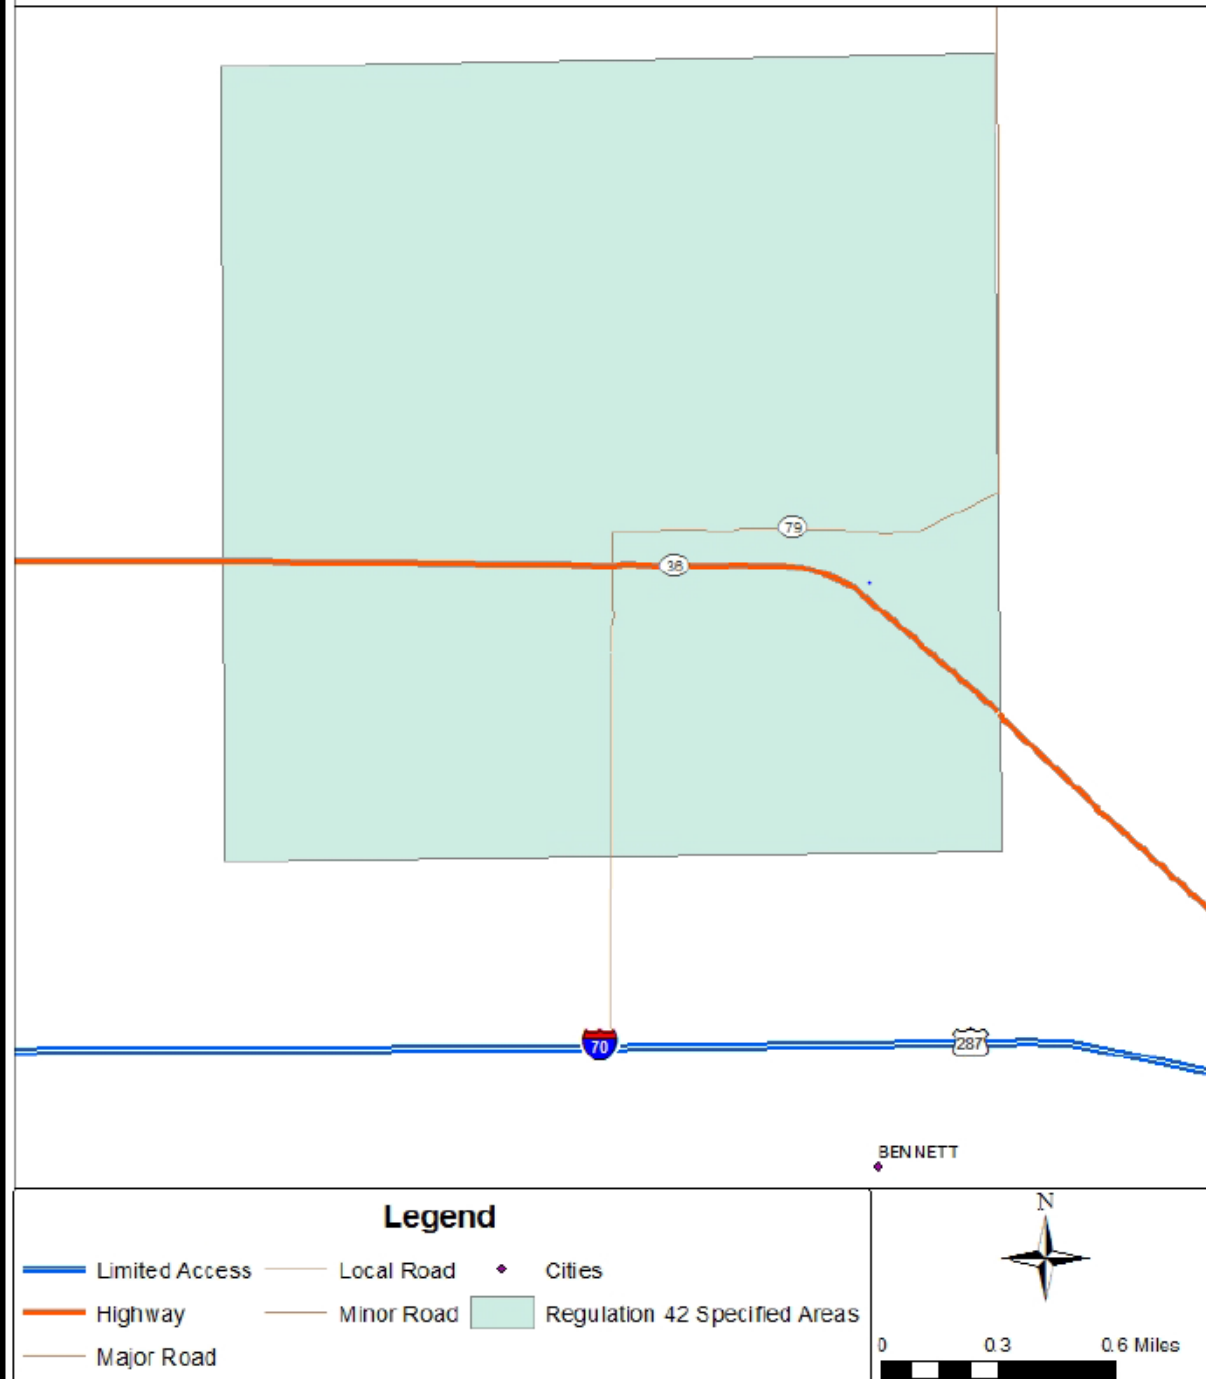 79
36
70
287
BENNETT
Legend
N
Limited Access
Local Road
Cities
Highway
Minor Road
Regulation 42 Specified Areas
Major Road
0 0.3 0.6 Miles